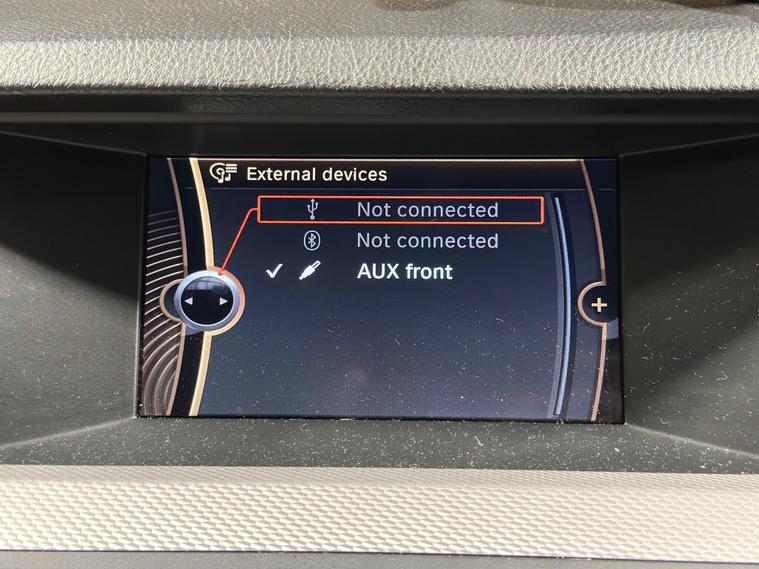 External devices
Not connected
Not connected
AUX front